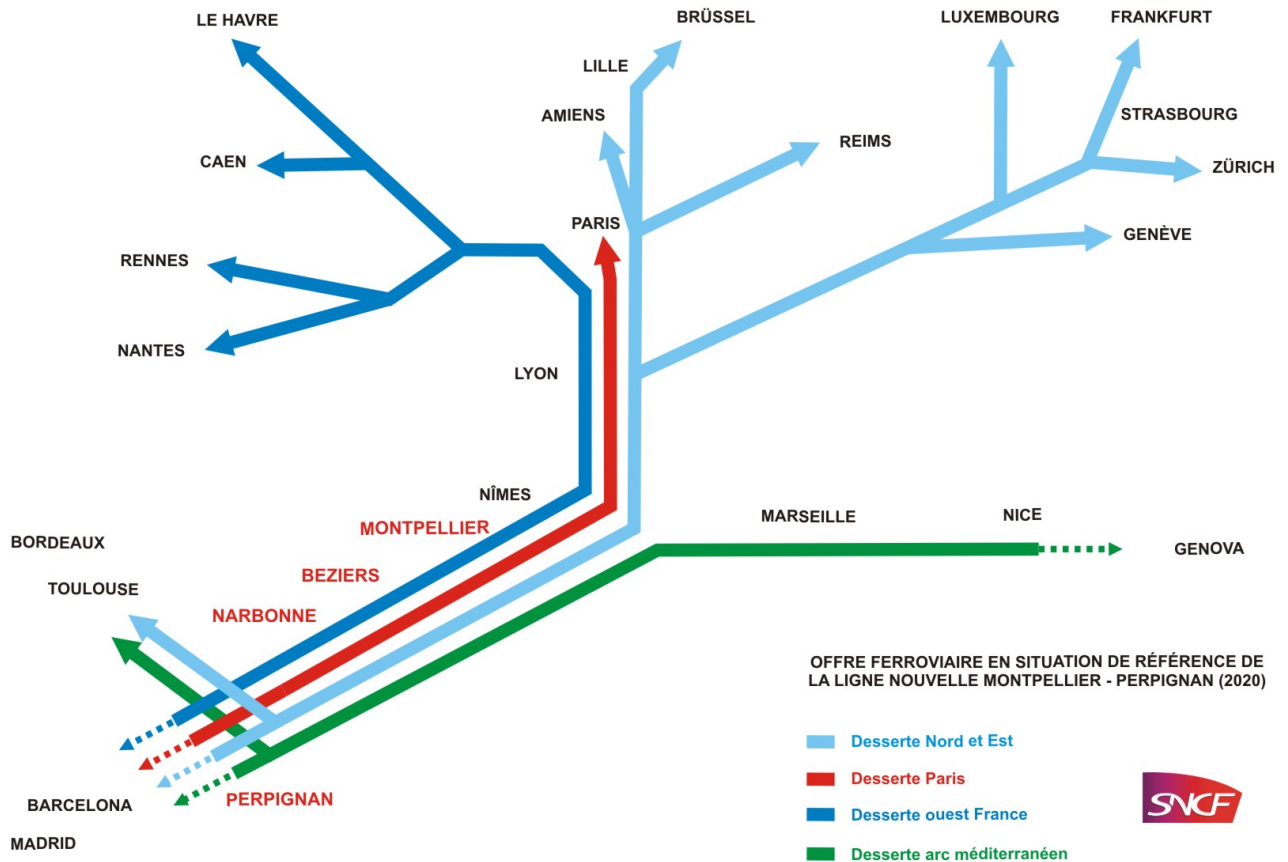 LE HAVRE
BRÜSSEL
LUXEMBOURG
FRANKFURT
LILLE
AMIENS
STRASBOURG
REIMS
CAEN
ZÜRICH
PARIS
GENÈVE
RENNES
NANTES
LYON
NÎMES
MONTPELLIER
MARSEILLE
NICE
BORDEAUX
GENOVA
BEZIERS
TOULOUSE
NARBONNE
OFFRE FERROVIAIRE EN SITUATION DE RÉFÉRENCE DE
LA LIGNE NOUVELLE MONTPELLIER - PERPIGNAN (2020)
Desserte Nord et Est
Desserte Paris
PERPIGNAN
BARCELONA
SNCF
Desserte ouest France
MADRID
Desserte arc méditerranéen